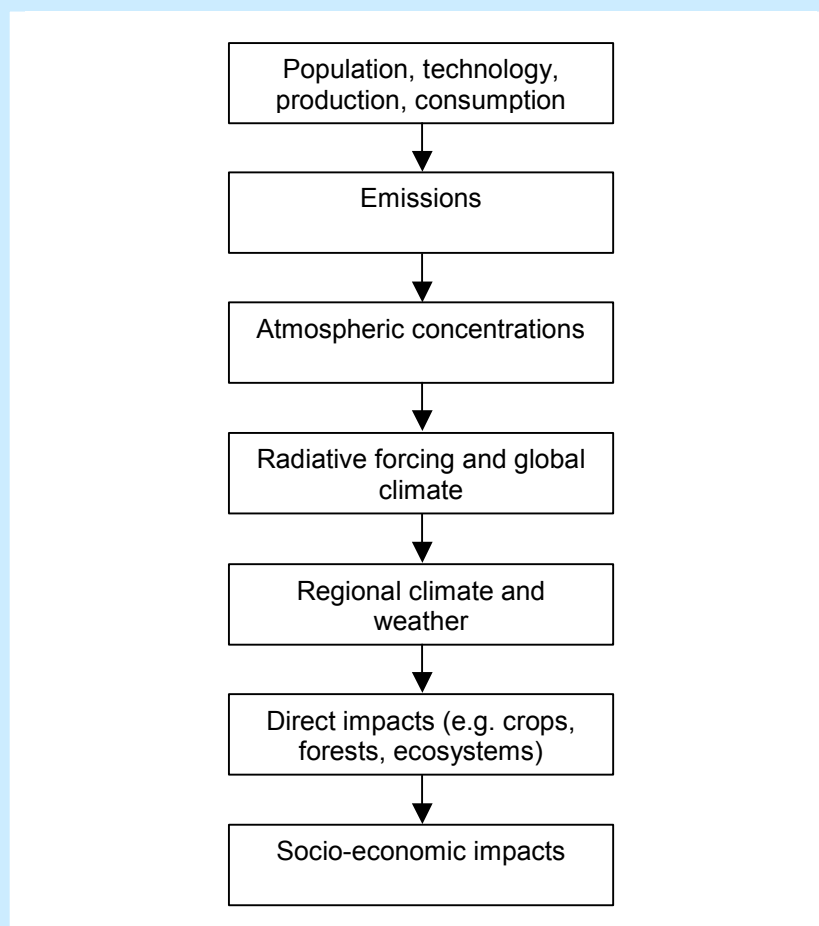 Population, technology,
production, consumption
Emissions
Atmospheric concentrations
Radiative forcing and global
climate
Regional climate and
weather
Direct impacts (e.g. crops,
forests, ecosystems)
Socio-economic impacts